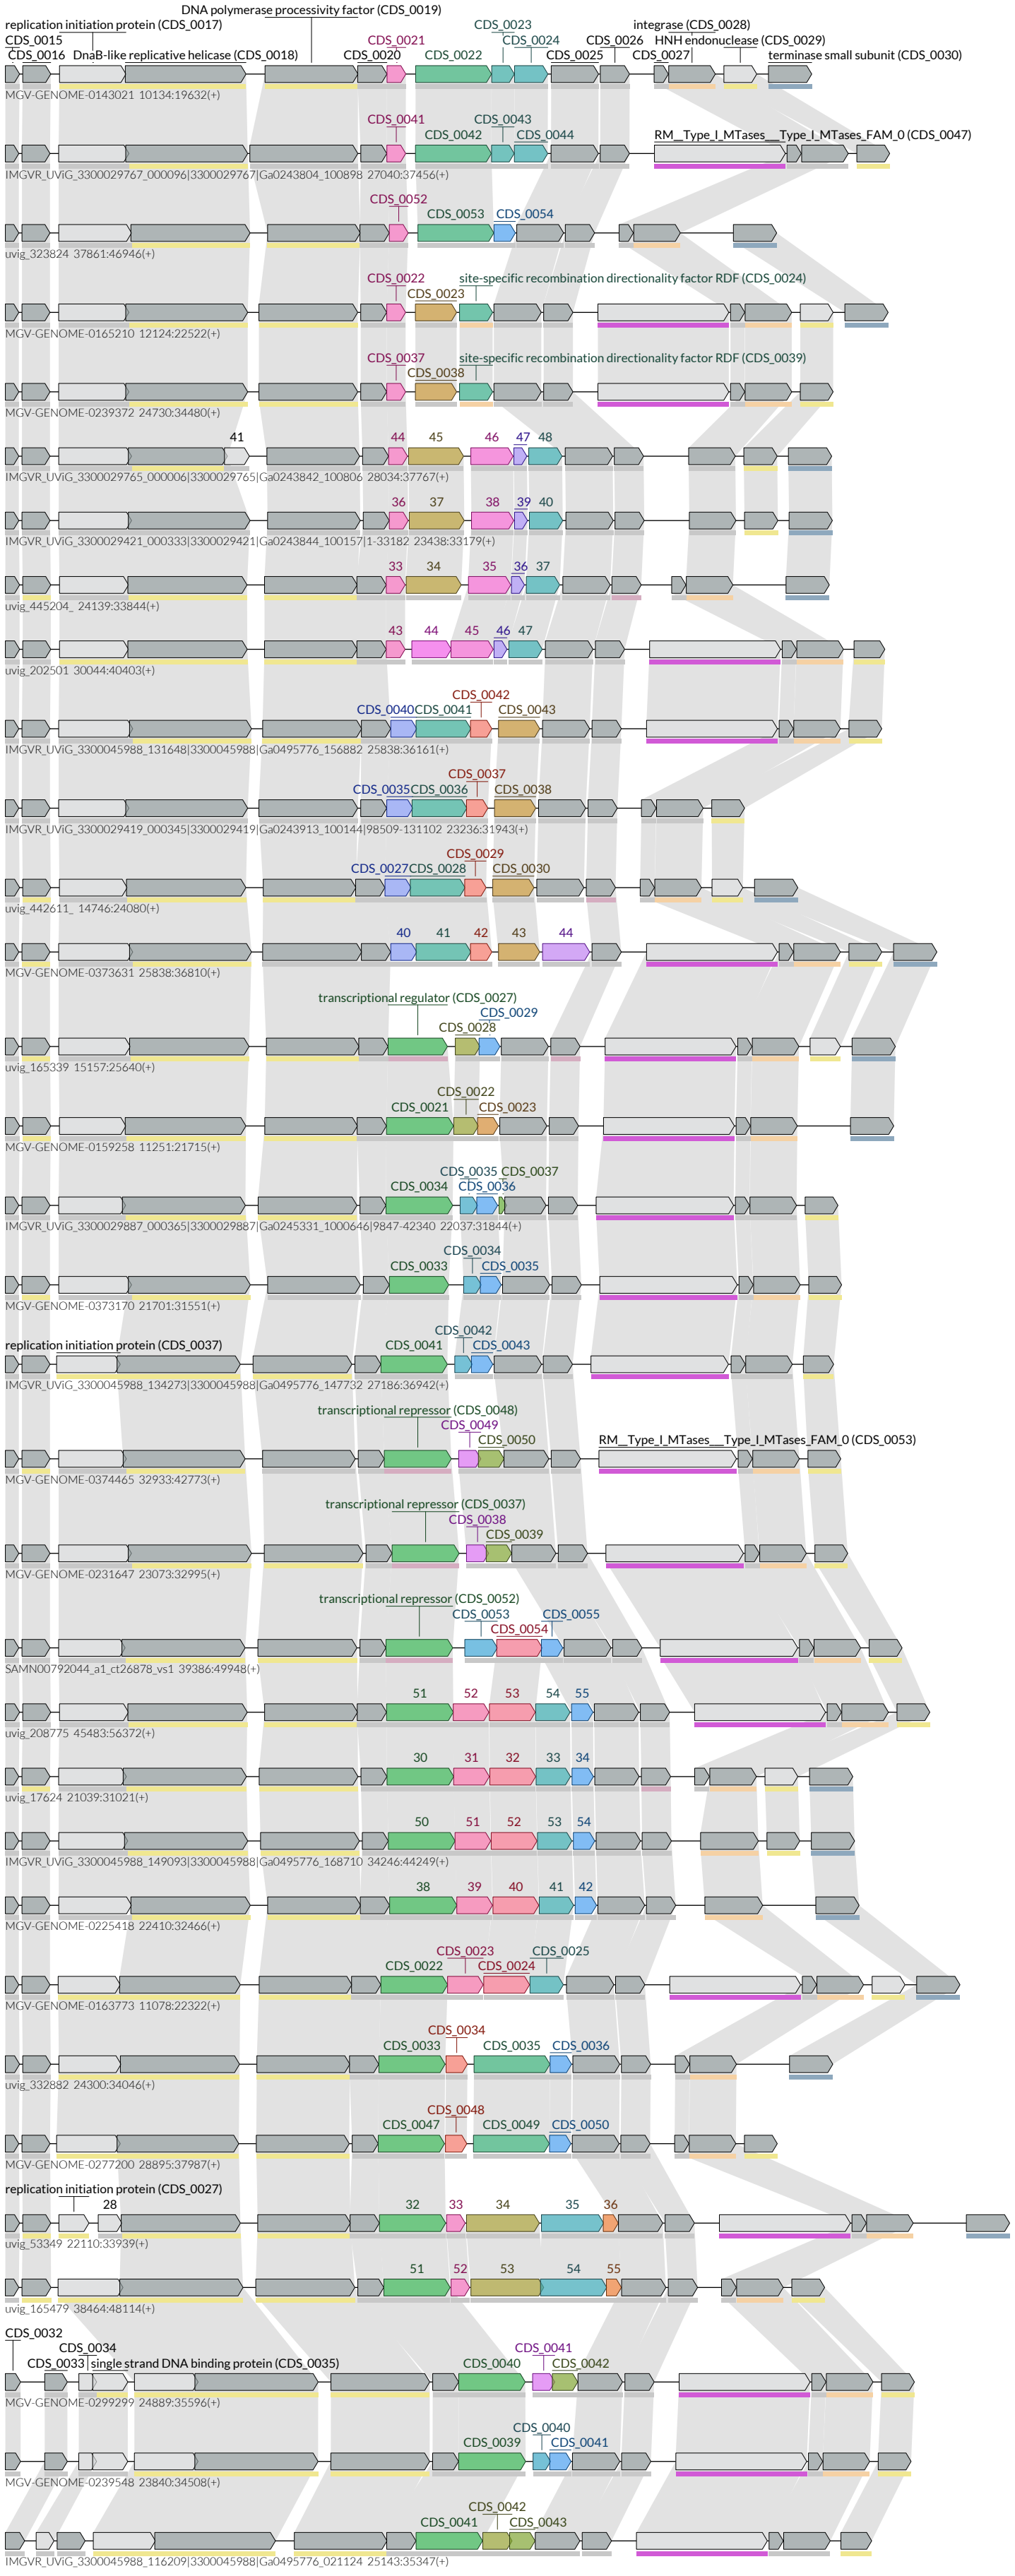 DNA polymerase processivity factor (CDS_0019)
replication initiation protein (CDS_0017) CDS_0023 integrase (CDS_0028)
CDS_0015 CDS_0021 CDS_0024 CDS_0026 HNH endonuclease (CDS_0029)
CDS_0016 DnaB-like replicative helicase (CDS_0018) CDS_0020 CDS_0022 CDS_0025 CDS_0027 terminase small subunit (CDS_0030)
MGV-GENOME-0143021 10134:19632(+)
CDS_0041 CDS_0043
CDS_0042 CDS_0044 RM__Type_I_MTases___Type_I_MTases_FAM_0 (CDS_0047)
IMGVR_UViG_3300029767_000096|3300029767|Ga0243804_100898 27040:37456(+)
CDS_0052
CDS_0053 CDS_0054
uvig_323824 37861:46946(+)
CDS_0022 site-specific recombination directionality factor RDF (CDS_0024)
CDS_0023
MGV-GENOME-0165210 12124:22522(+)
CDS_0037 site-specific recombination directionality factor RDF (CDS_0039)
CDS_0038
MGV-GENOME-0239372 24730:34480(+)
41 44 45 46 47 48
IMGVR_UViG_3300029765_000006|3300029765|Ga0243842_100806 28034:37767(+)
36 37 38 39 40
IMGVR_UViG_3300029421_000333|3300029421|Ga0243844_100157|1-33182 23438:33179(+)
33 34 35 36 37
uvig_445204_ 24139:33844(+)
43 44 45 46 47
uvig_202501 30044:40403(+)
CDS_0042
CDS_0040 CDS_0041 CDS_0043
IMGVR_UViG_3300045988_131648|3300045988|Ga0495776_156882 25838:36161(+)
CDS_0037
CDS_0035 CDS_0036 CDS_0038
IMGVR_UViG_3300029419_000345|3300029419|Ga0243913_100144|98509-131102 23236:31943(+)
CDS_0029
CDS_0027 CDS_0028 CDS_0030
uvig_442611_ 14746:24080(+)
40 41 42 43 44
MGV-GENOME-0373631 25838:36810(+)
transcriptional regulator (CDS_0027)
CDS_0029
CDS_0028
uvig_165339 15157:25640(+)
CDS_0022
CDS_0021 CDS_0023
MGV-GENOME-0159258 11251:21715(+)
CDS_0035 CDS_0037
CDS_0034 CDS_0036
IMGVR_UViG_3300029887_000365|3300029887|Ga0245331_1000646|9847-42340 22037:31844(+)
CDS_0034
CDS_0033 CDS_0035
MGV-GENOME-0373170 21701:31551(+)
CDS_0042
replication initiation protein (CDS_0037) CDS_0041 CDS_0043
IMGVR_UViG_3300045988_134273|3300045988|Ga0495776_147732 27186:36942(+)
transcriptional repressor (CDS_0048)
CDS_0049
CDS_0050 RM__Type_I_MTases___Type_I_MTases_FAM_0 (CDS_0053)
MGV-GENOME-0374465 32933:42773(+)
transcriptional repressor (CDS_0037)
CDS_0038
CDS_0039
MGV-GENOME-0231647 23073:32995(+)
transcriptional repressor (CDS_0052)
CDS_0053 CDS_0055
CDS_0054
SAMN00792044_a1_ct26878_vs1 39386:49948(+)
51 52 53 54 55
uvig_208775 45483:56372(+)
30 31 32 33 34
uvig_17624 21039:31021(+)
50 51 52 53 54
IMGVR_UViG_3300045988_149093|3300045988|Ga0495776_168710 34246:44249(+)
38 39 40 41 42
MGV-GENOME-0225418 22410:32466(+)
CDS_0023 CDS_0025
CDS_0022 CDS_0024
MGV-GENOME-0163773 11078:22322(+)
CDS_0034
CDS_0033 CDS_0035 CDS_0036
uvig_332882 24300:34046(+)
CDS_0048
CDS_0047 CDS_0049 CDS_0050
MGV-GENOME-0277200 28895:37987(+)
replication initiation protein (CDS_0027)
28 32 33 34 35 36
uvig_53349 22110:33939(+)
51 52 53 54 55
uvig_165479 38464:48114(+)
CDS_0032
CDS_0034 CDS_0041
CDS_0033 single strand DNA binding protein (CDS_0035) CDS_0040 CDS_0042
MGV-GENOME-0299299 24889:35596(+)
CDS_0040
CDS_0039 CDS_0041
MGV-GENOME-0239548 23840:34508(+)
CDS_0042
CDS_0041 CDS_0043
IMGVR_UViG_3300045988_116209|3300045988|Ga0495776_021124 25143:35347(+)